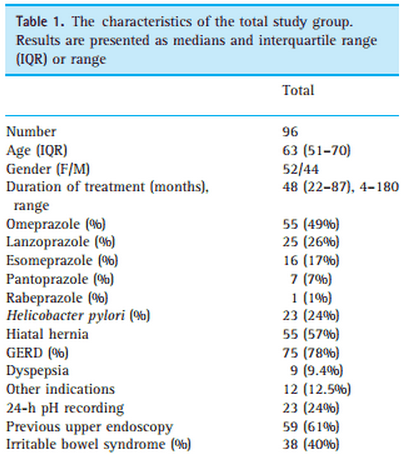 Table 1. The characteristics of the total study group.
Results are presented as medians and interquartile range
(IQR) or range
Total
Number 96
Age (IQR) 63 (51–70)
Gender (F/M) 52/44
Duration of treatment (months), 48 (22–87), 4–180
range
Omeprazole (%) 55 (49%)
Lanzoprazole (%) 25 (26%)
Esomeprazole (%) 16 (17%)
Pantoprazole (%) 7 (7%)
Rabeprazole (%) 1 (1%)
Helicobacter pylori (%) 23 (24%)
Hiatal hernia 55 (57%)
GERD (%) 75 (78%)
Dyspepsia 9 (9.4%)
Other indications 12 (12.5%)
24-h pH recording 23 (24%)
Previous upper endoscopy 59 (61%)
Irritable bowel syndrome (%) 38 (40%)